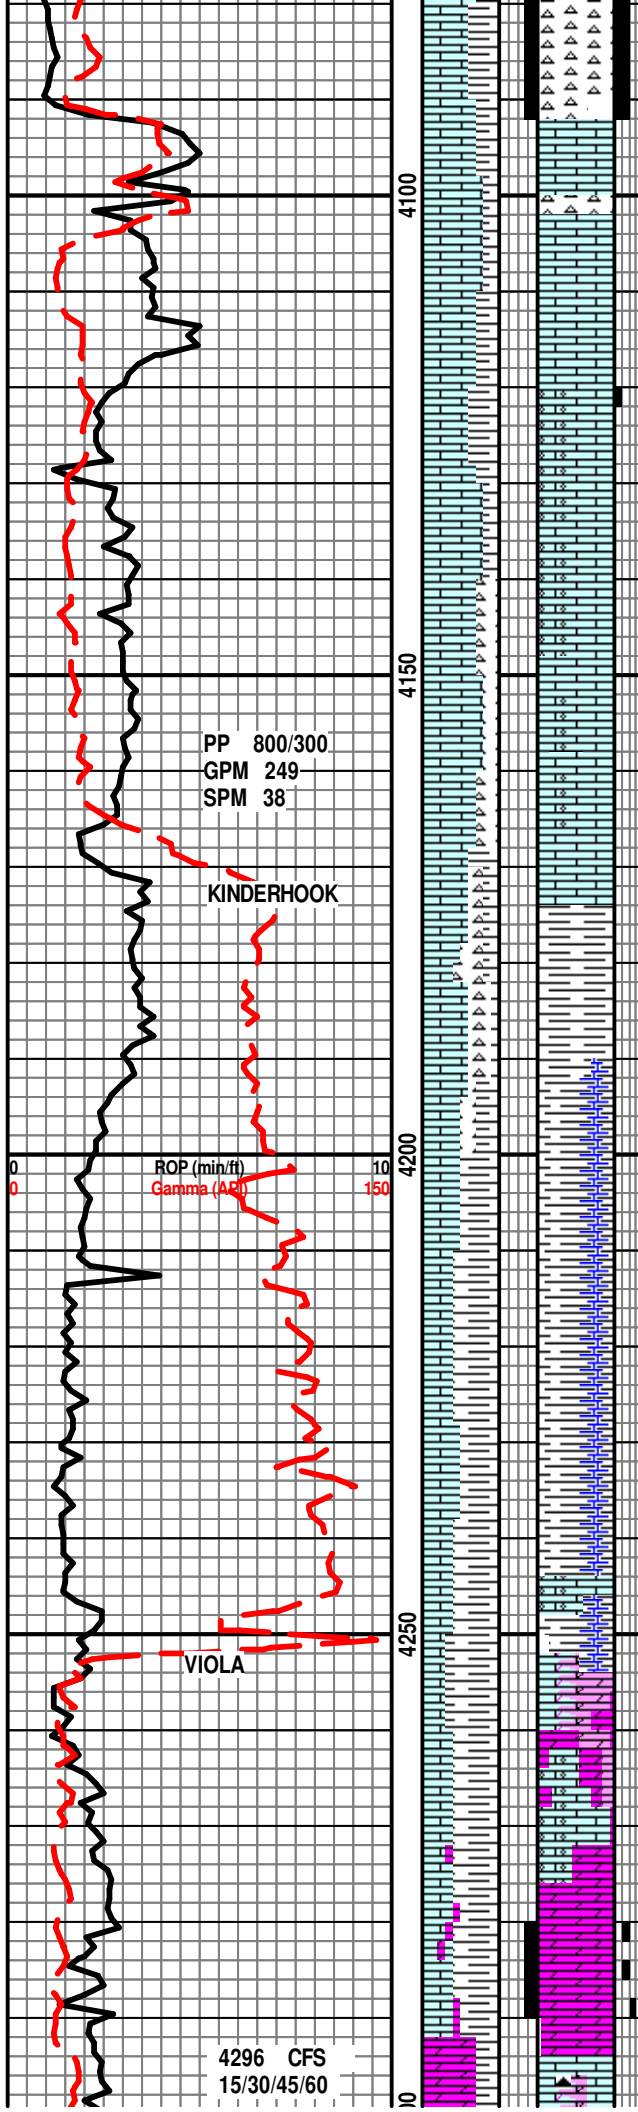 4100
4150
PP 800/300
GPM 249
SPM 38
KINDERHOOK
4200
0 ROP (min/ft) 10
0 Gamma (API) 150
4250
VIOLA
4296 CFS
15/30/45/60